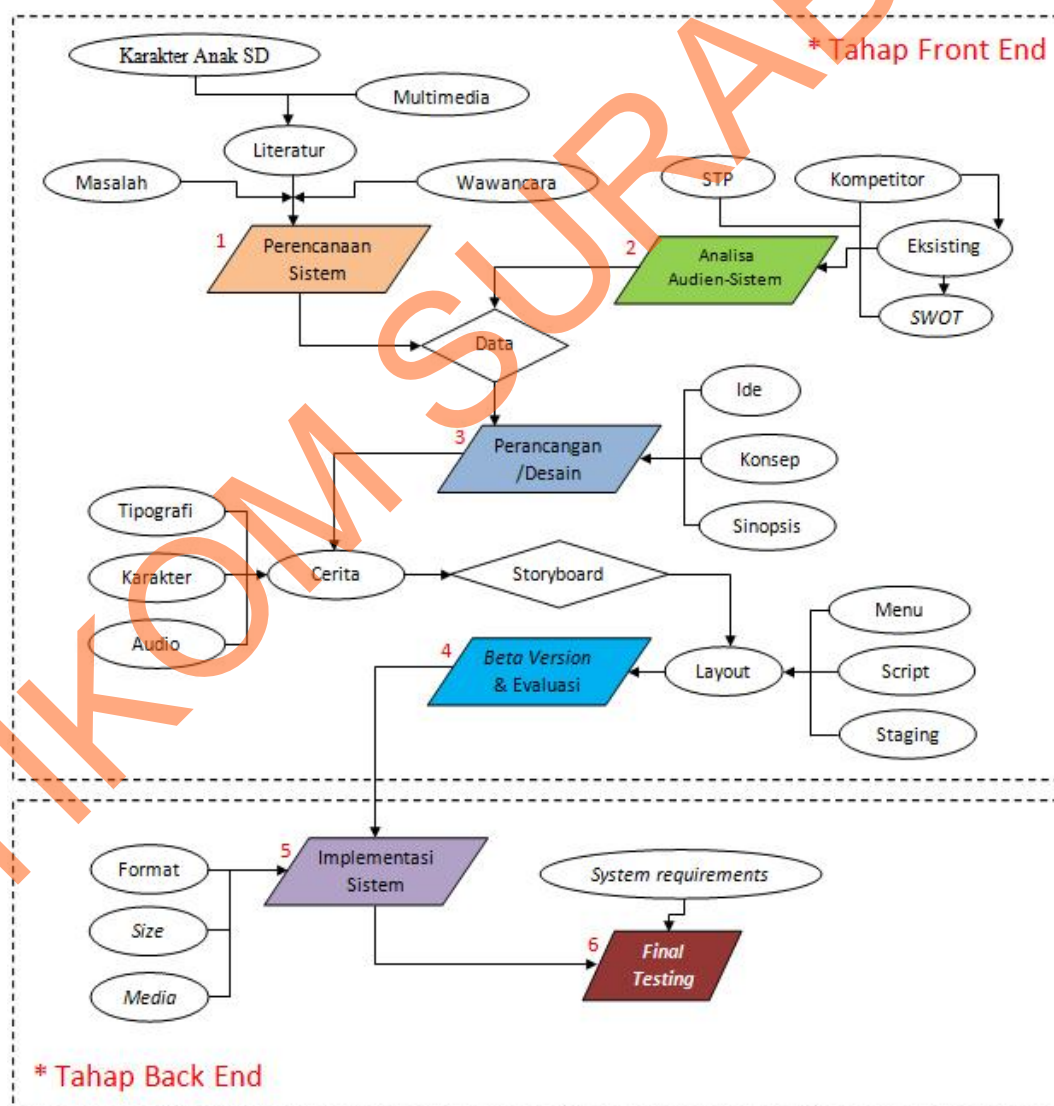 * Tahap Front End
Karakter Anak SD
Multimedia
Literatur
Masalah
Wawancara
STP
Kompetitor
1
Perencanaan
Sistem
2
Analisa
Audien-Sistem
Eksisting
SWOT
Data
3
Perancangan
/Desain
Ide
Konsep
Sinopsis
Tipografi
Karakter
Audio
Cerita
Storyboard
Menu
Script
Staging
Layout
4
Beta Version
& Evaluasi
5
Implementasi
Sistem
Format
Size
Media
System requirements
6
Final
Testing
* Tahap Back End
IKOM SURAB